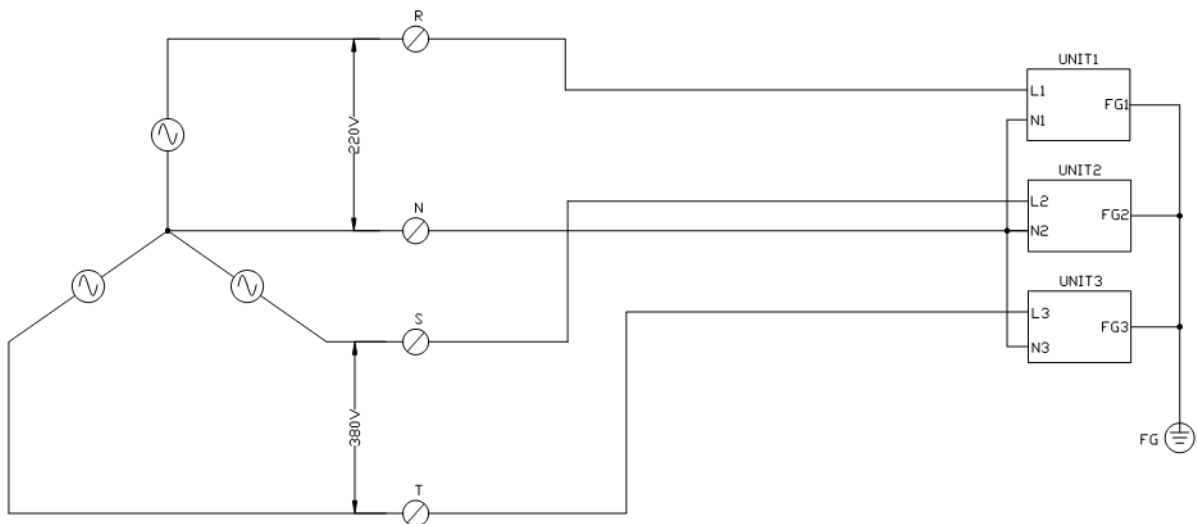 R
UNIT1
L1
FG1
N1
220V
UNIT2
N
L2
FG2
N2
UNIT3
S
L3
FG3
N3
380V
FG
T